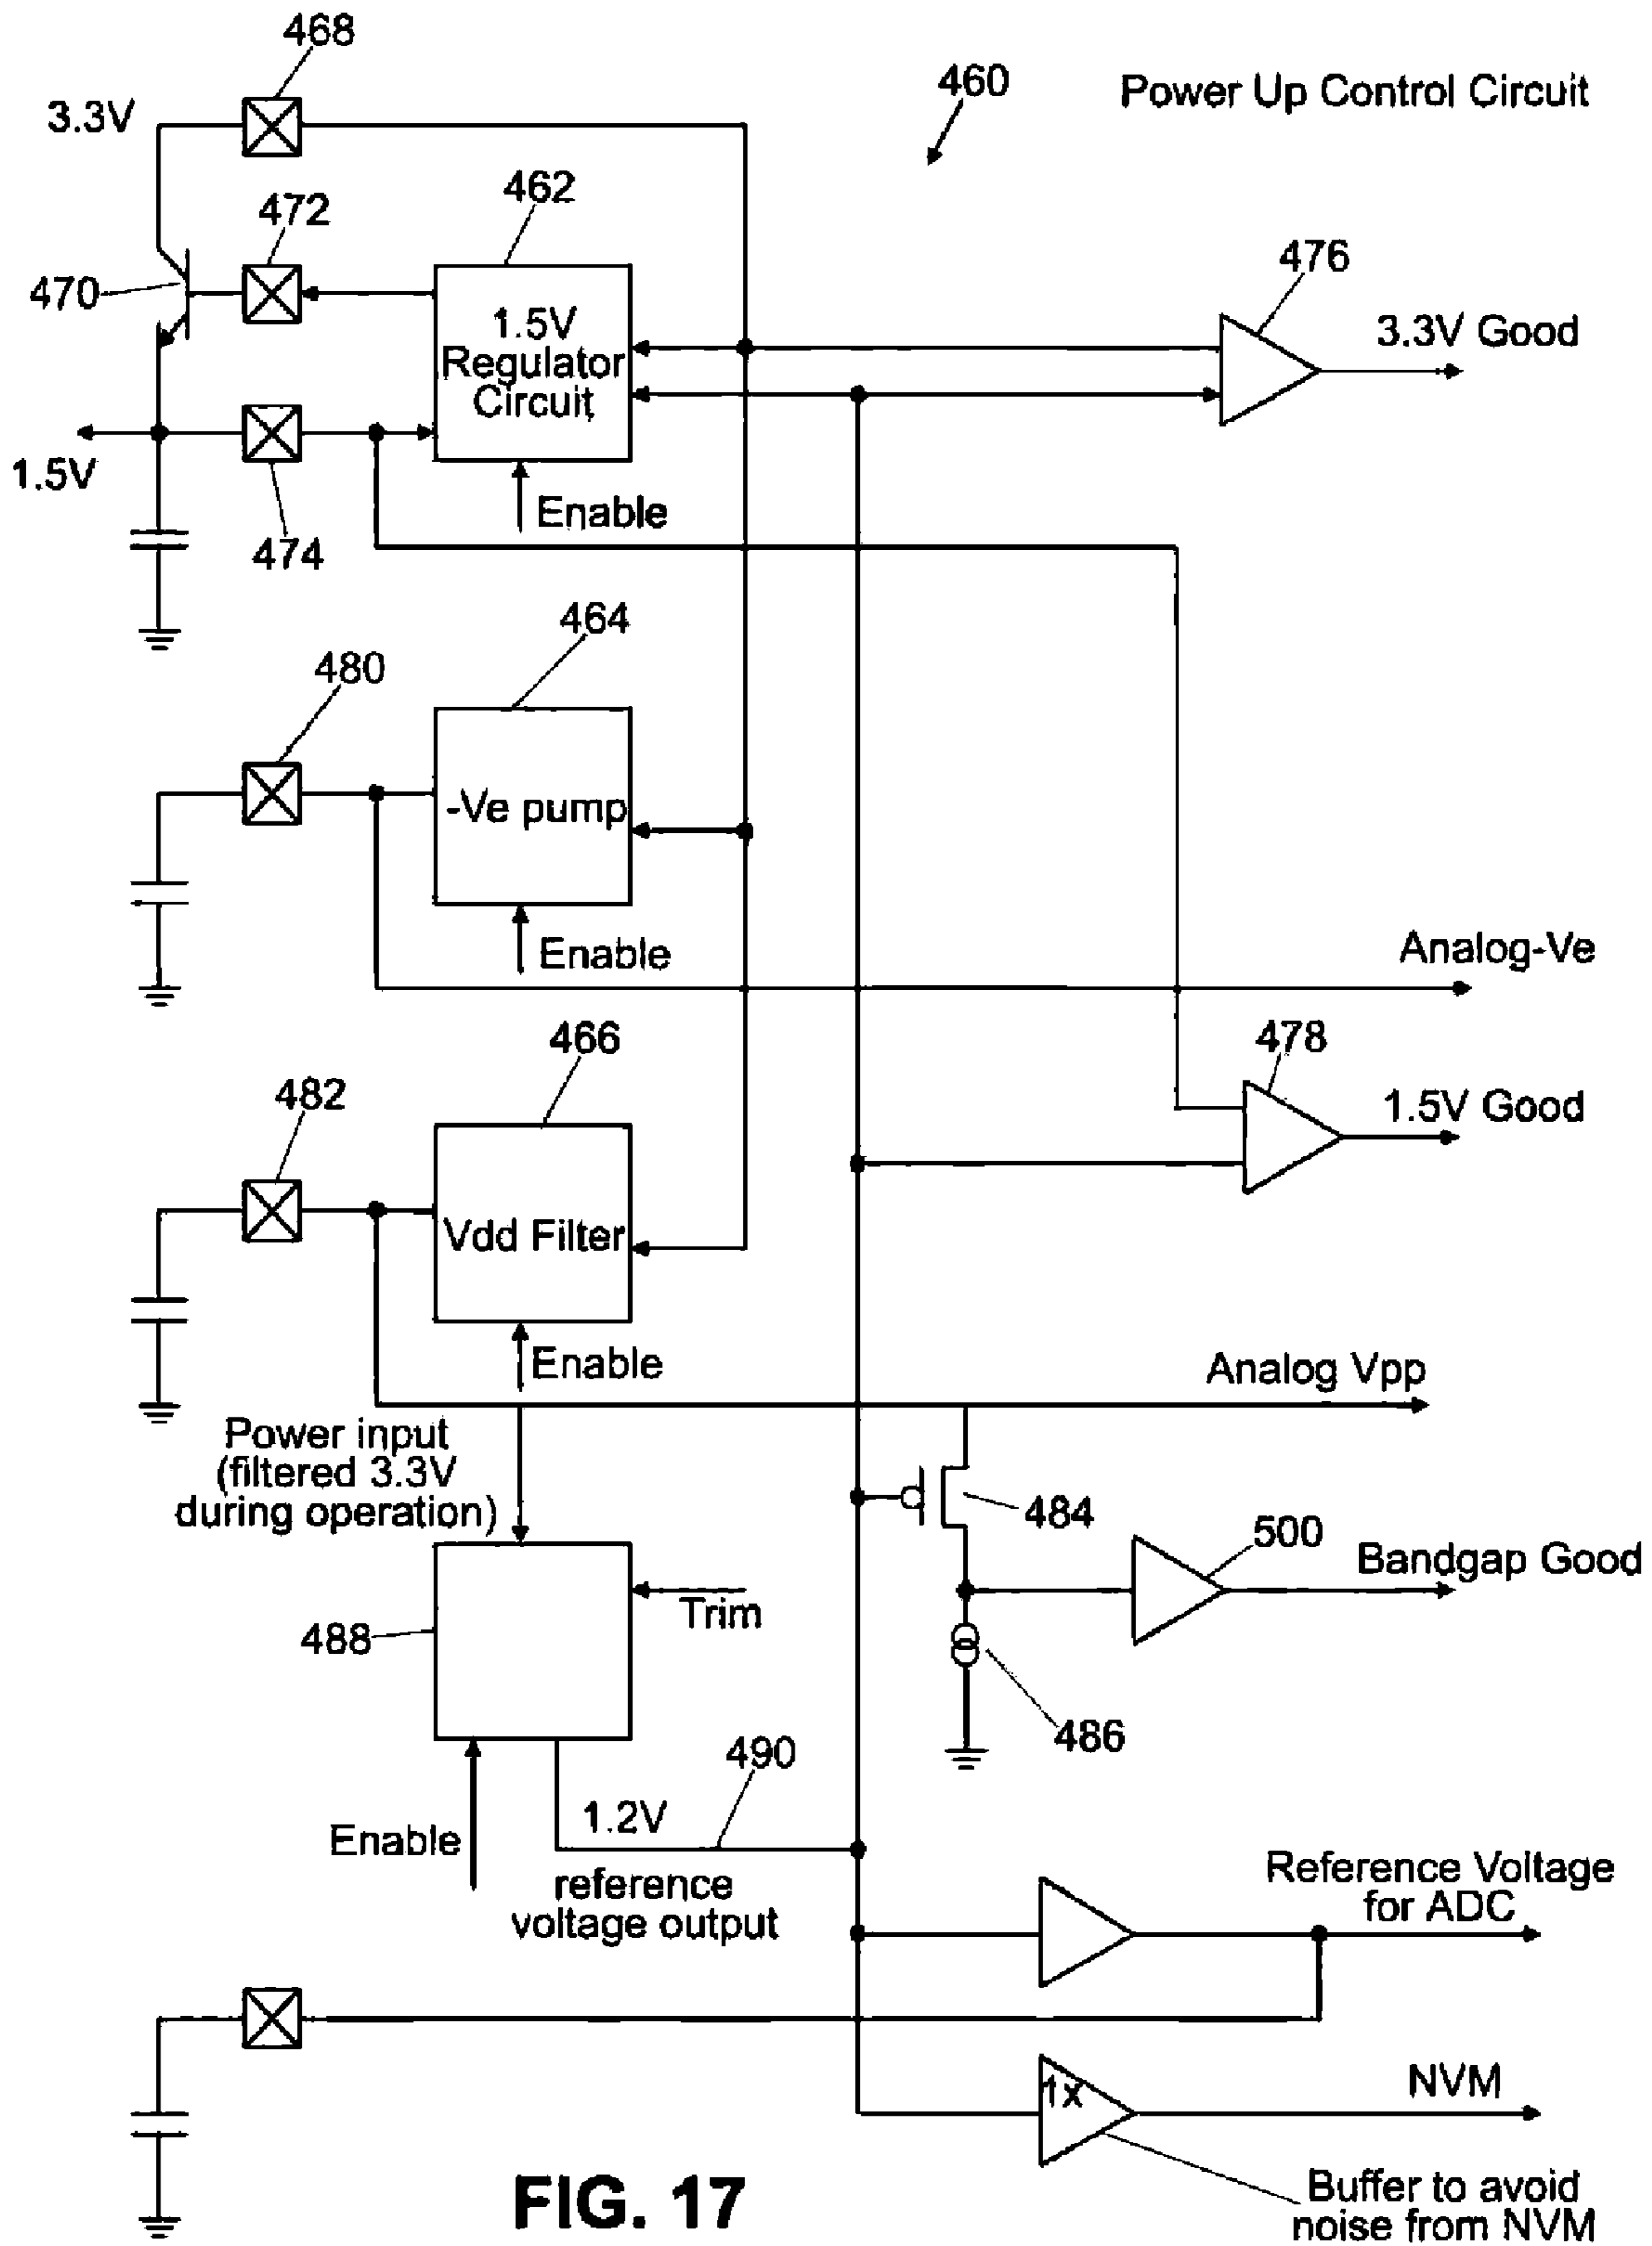 468
460
Power Up Control Circuit
3.3V
472
462
476
470
1.5V
Regulator
Circuit
3.3V Good
1.5V
474
Enable
464
480
-Ve pump
Enable
Analog-Ve
466
478
482
1.5V Good
Vdd Filter
Enable
Analog Vpp
Power input
(filtered 3.3V
during operation)
484
500
Bandgap Good
Trim
488
486
490
1.2V
Enable
reference
voltage output
Reference Voltage
for ADC
1x
NVM
Buffer to avoid
noise from NVM
FIG. 17